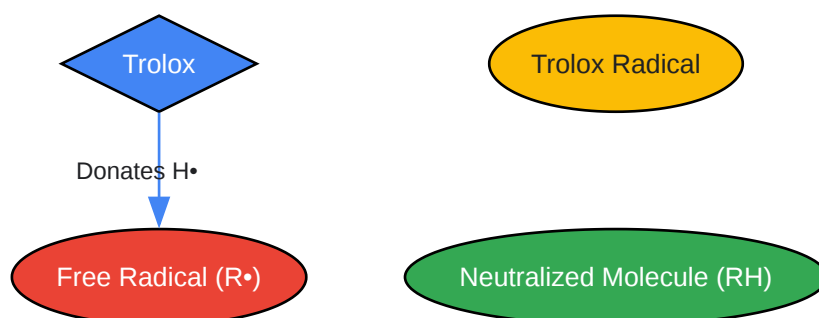 Trolox
Trolox Radical
Donates H•
Free Radical (R•)
Neutralized Molecule (RH)